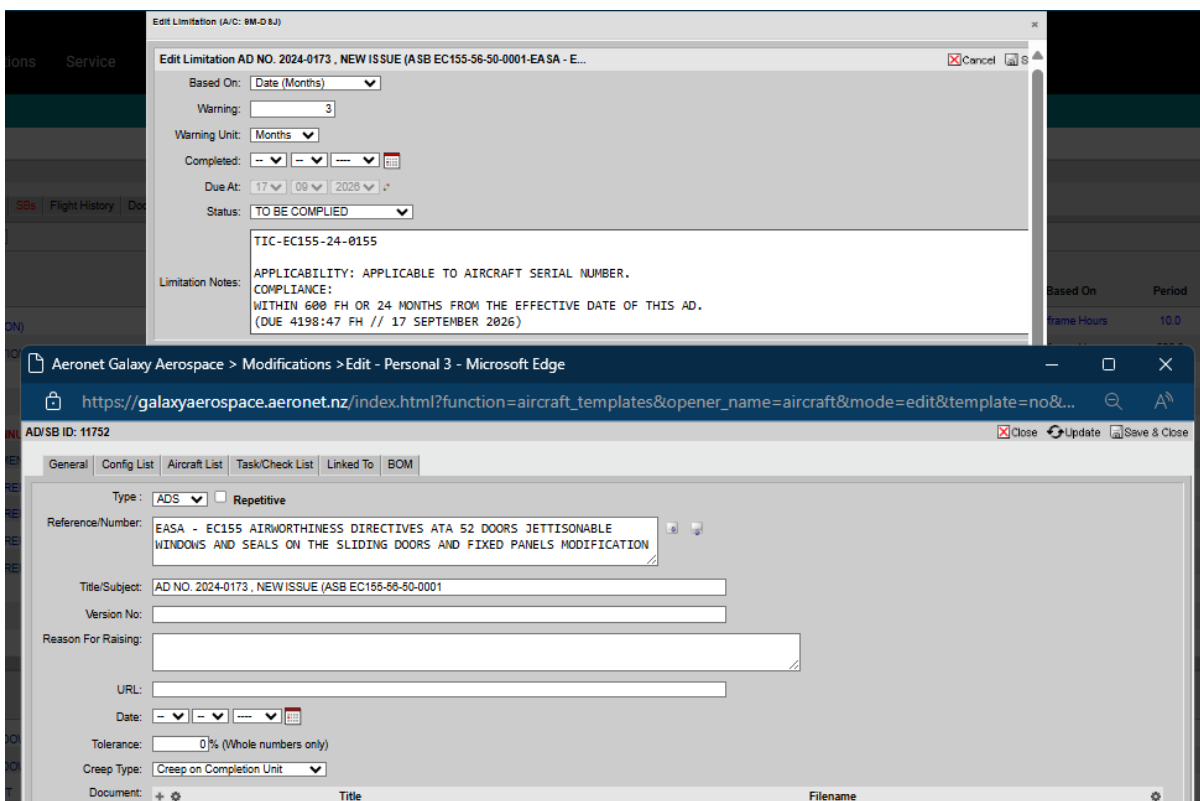 Edit Limitation (A/C: 9M-DBJ)
tions Service
Edit Limitation AD NO. 2024-0173 , NEW ISSUE (ASB EC155-56-50-0001-EASA - E...
Cancel S
Based On: Date (Months)
Warning: 3
Warning Unit: Months
Completed: -- -- ----
Due At: 17 09 2026
Status: TO BE COMPLIED
SBs Flight History Doc
Limitation Notes:
TIC-EC155-24-0155
APPLICABILITY: APPLICABLE TO AIRCRAFT SERIAL NUMBER.
COMPLIANCE:
WITHIN 600 FH OR 24 MONTHS FROM THE EFFECTIVE DATE OF THIS AD.
(DUE 4198:47 FH // 17 SEPTEMBER 2026)
Based On Period
ON) frame Hours 10.0
Aeronet Galaxy Aerospace > Modifications >Edit - Personal 3 - Microsoft Edge
https://galaxyaerospace.aeronet.nz/index.html?function=aircraft_templates&opener_name=aircraft&mode=edit&template=no&...
AD/SB ID: 11752
Close Update Save & Close
General Config List Aircraft List Task/Check List Linked To BOM
Type : ADS Repetitive
Reference/Number: EASA - EC155 AIRWORTHINESS DIRECTIVES ATA 52 DOORS JETTISONABLE
WINDOWS AND SEALS ON THE SLIDING DOORS AND FIXED PANELS MODIFICATION
Title/Subject: AD NO. 2024-0173 , NEW ISSUE (ASB EC155-56-50-0001
Version No:
Reason For Raising:
URL:
Date: -- -- ----
Tolerance: 0 % (Whole numbers only)
Creep Type: Creep on Completion Unit
Document: Title Filename